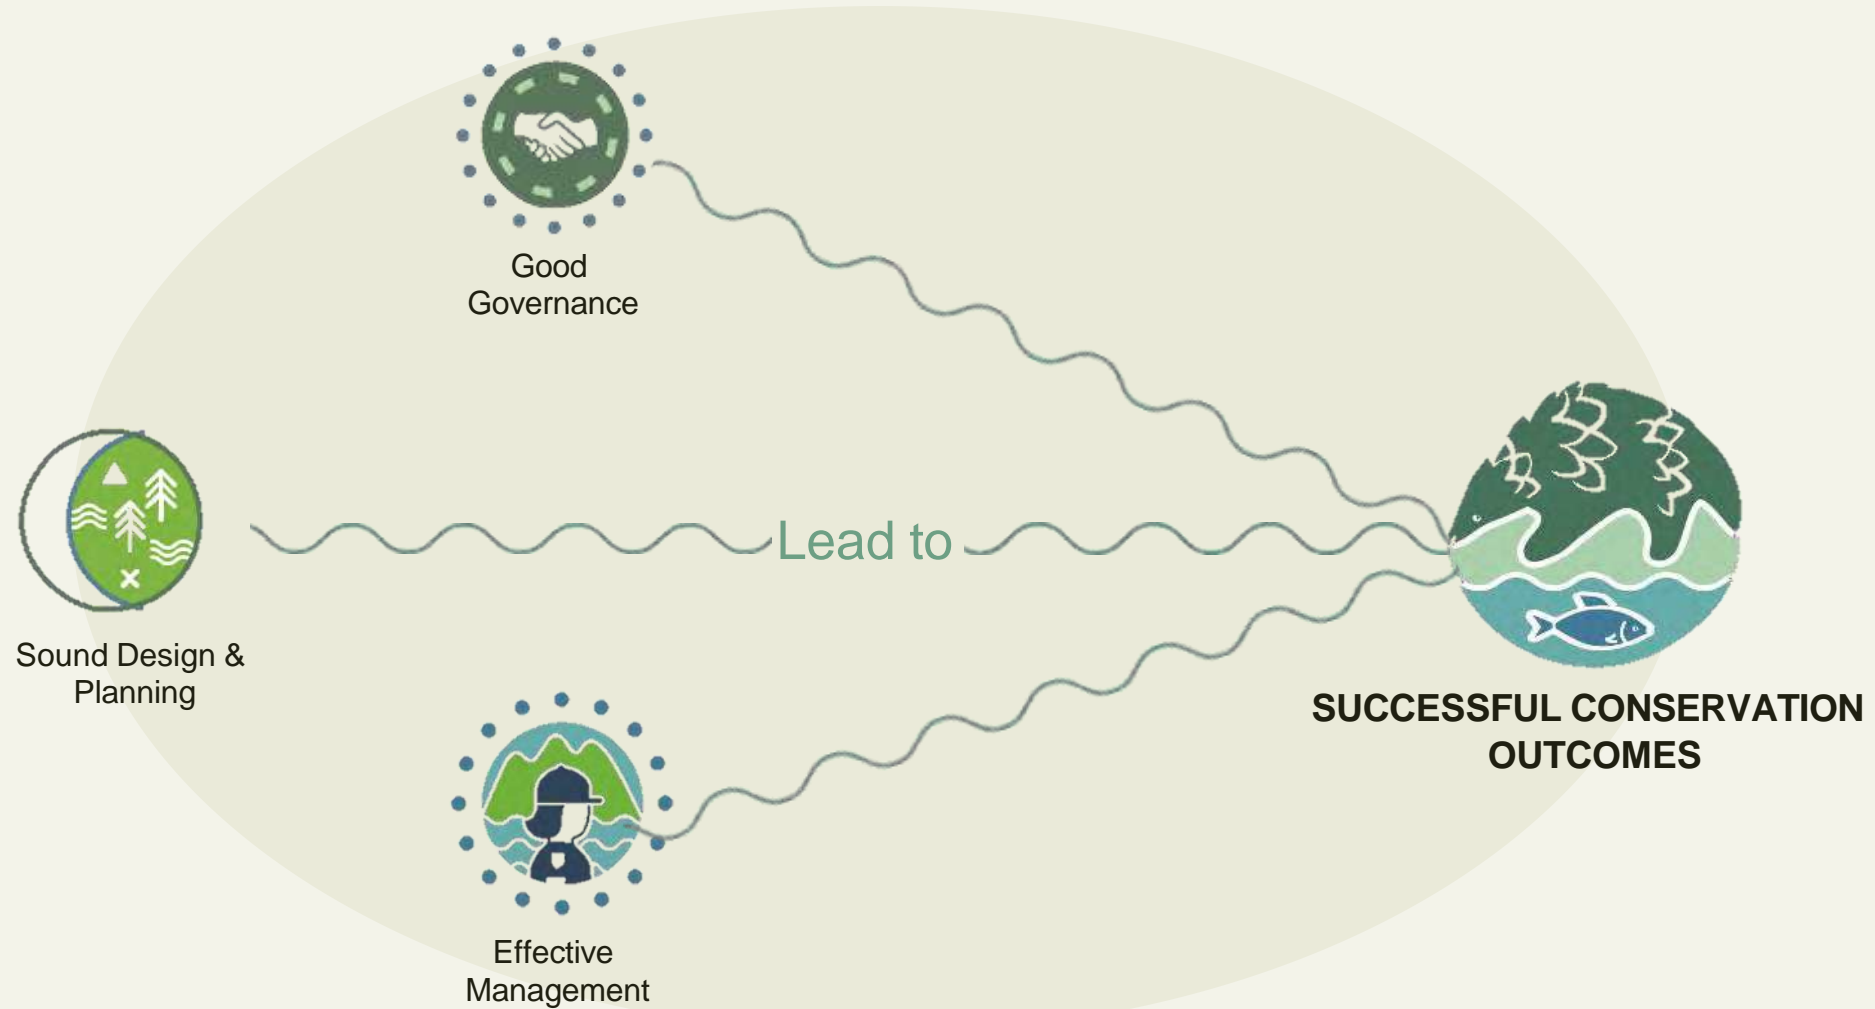 Good
Governance
Lead to
Sound Design &
Planning
SUCCESSFUL CONSERVATION
OUTCOMES
Effective
Management